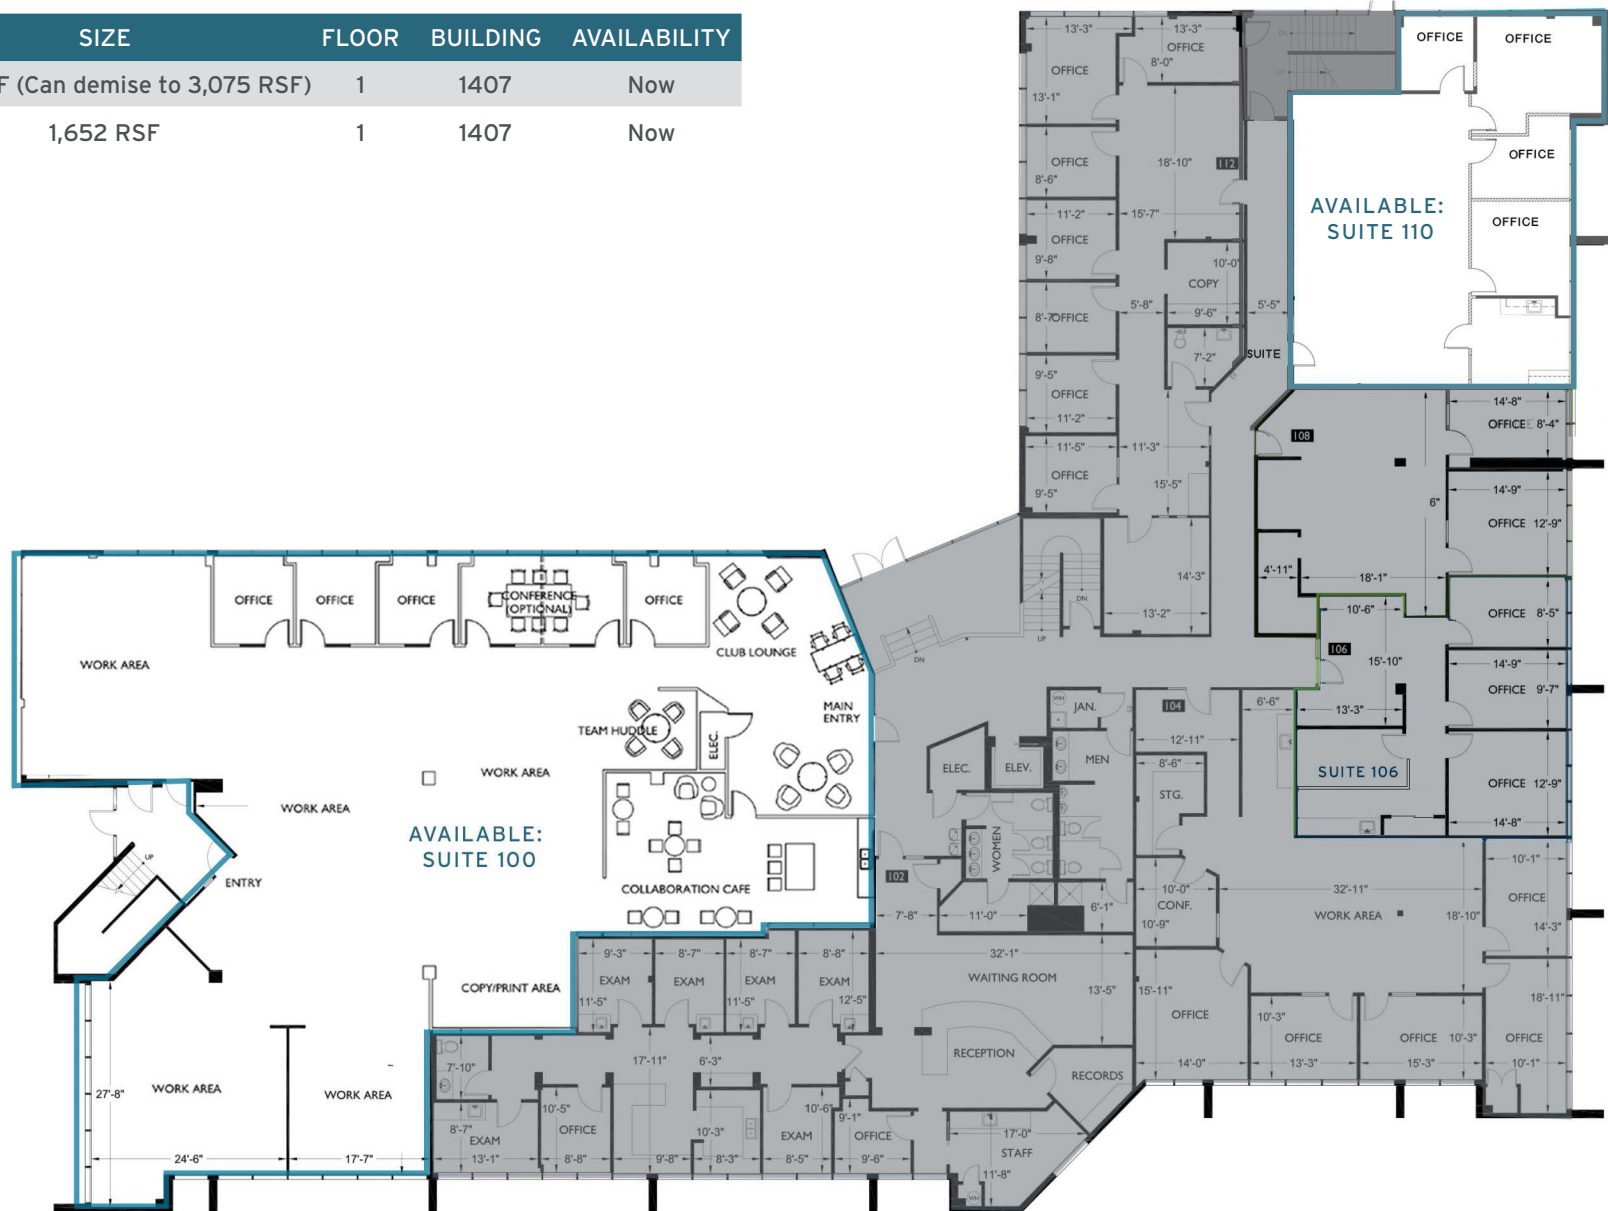 SIZE FLOOR BUILDING AVAILABILITY
F (Can demise to 3,075 RSF) 1 1407 Now
1,652 RSF 1 1407 Now
13'-3" 13'-3"
OFFICE
8'-0"
OFFICE
13'-1"
DN
UP
OFFICE OFFICE
OFFICE
8'-6"
18'-10" 112
OFFICE
11'-2" 15'-7"
OFFICE
9'-8"
AVAILABLE:
SUITE 110
OFFICE
10'-0"
COPY
9'-6"
5'-8" 5'-5"
8'-7" OFFICE
7'-2"
SUITE
9'-5"
OFFICE
11'-2"
11'-5" 11'-3"
OFFICE
9'-5"
15'-5"
108
14'-8"
OFFICE 8'-4"
6"
14'-9"
OFFICE 12'-9"
4'-11" 18'-1"
14'-3"
13'-2"
DN
UP
DN
10'-6"
OFFICE 8'-5"
106
15'-10"
13'-3"
14'-9"
OFFICE 9'-7"
SUITE 106
OFFICE 12'-9"
14'-8"
OFFICE OFFICE OFFICE
CONFERENCE
(OPTIONAL)
OFFICE
CLUB LOUNGE
WORK AREA
MAIN
ENTRY
TEAM HUDDLE
ELEC.
WORK AREA
WORK AREA
AVAILABLE:
SUITE 100
COLLABORATION CAFE
UP
ENTRY
COPY/PRINT AREA
WORK AREA
WORK AREA
27'-8"
24'-6" 17'-7"
WH
JAN.
104
12'-11"
6'-6"
ELEC.
ELEV.
MEN
8'-6"
STG.
WOMEN
102
7'-8" 11'-0"
6'-1"
10'-0"
CONF.
10'-9"
32'-11"
WORK AREA
18'-10"
10'-1"
OFFICE
14'-3"
32'-1"
WAITING ROOM
13'-5"
15'-11"
OFFICE
14'-0"
10'-3"
OFFICE
13'-3"
OFFICE 10'-3"
15'-3"
18'-11"
OFFICE
10'-1"
9'-3" 8'-7" 8'-7" 8'-8"
EXAM EXAM EXAM EXAM
11'-5" 11'-5" 12'-5"
17'-11" 6'-3"
7'-10"
RECEPTION
RECORDS
8'-7"
EXAM
13'-1"
10'-5"
OFFICE
8'-8"
9'-8"
10'-3"
8'-3"
10'-6"
EXAM
8'-5"
9'-1"
OFFICE
9'-6"
17'-0"
STAFF
11'-8"
WH